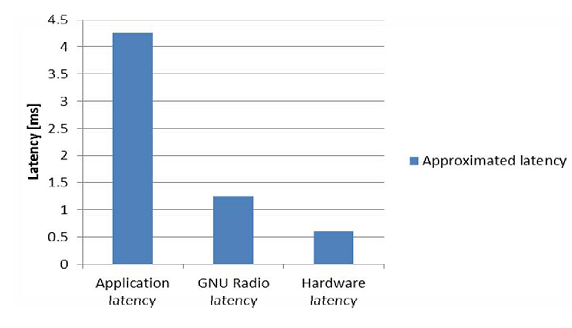 4.5
4
3.5
3
2.5
2
1.5
1
0.5
0
Latency [ms]
Application latency
GNU Radio latency
Hardware latency
Approximated latency